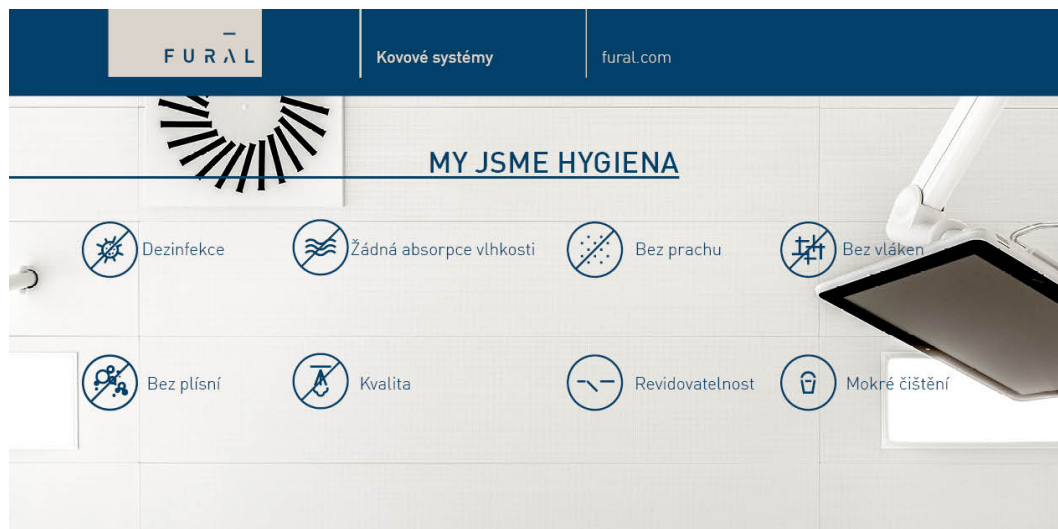 FURAL
Kovové systémy
fural.com
MY JSME HYGIENA
Dezinfekce
Žádná absorpce vlhkosti
Bez prachu
Bez vláken
Bez plísní
Kvalita
Revidovatelnost
Mokré čištění